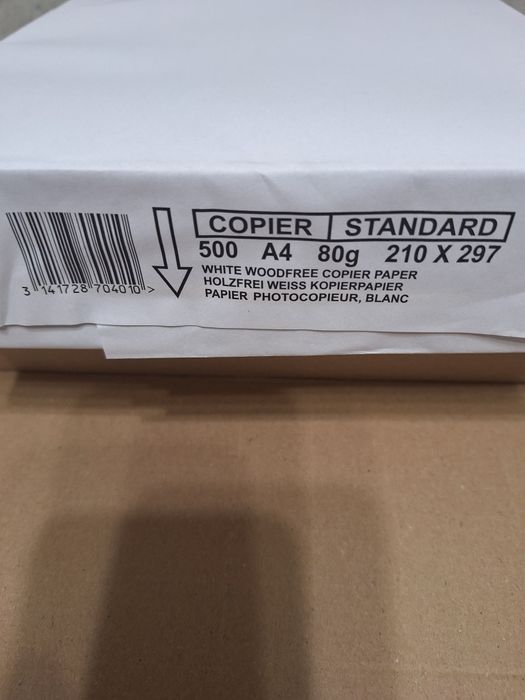 COPIER STANDARD
500 A4 80g 210 X 297
WHITE WOODFREE COPIER PAPER
HOLZFREI WEISS KOPIERPAPIER
PAPIER PHOTOCOPIEUR, BLANC
3 141728 704010 >